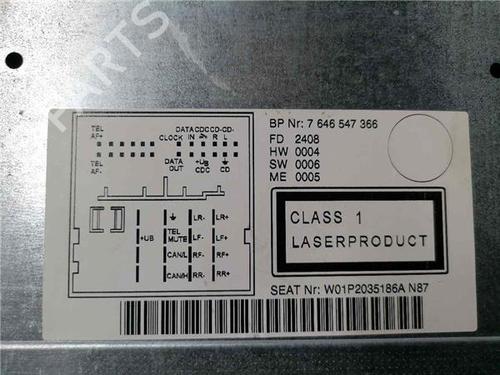 PARTS
BP Nr: 7 646 547 366
FD 2408
HW 0004
SW 0006
ME 0005
CLASS 1
LASERPRODUCT
SEAT Nr: W01P2035186A N87
TEL
AF+
DATA CDC CD- CD-
CLOCK IN R L
TEL
AF-
DATA
OUT
+UB
CDC
CD
LR- LR+
+UB
TEL
MUTE
LF- LF+
CAN/L RF- RF+
CAN/H RR- RR+